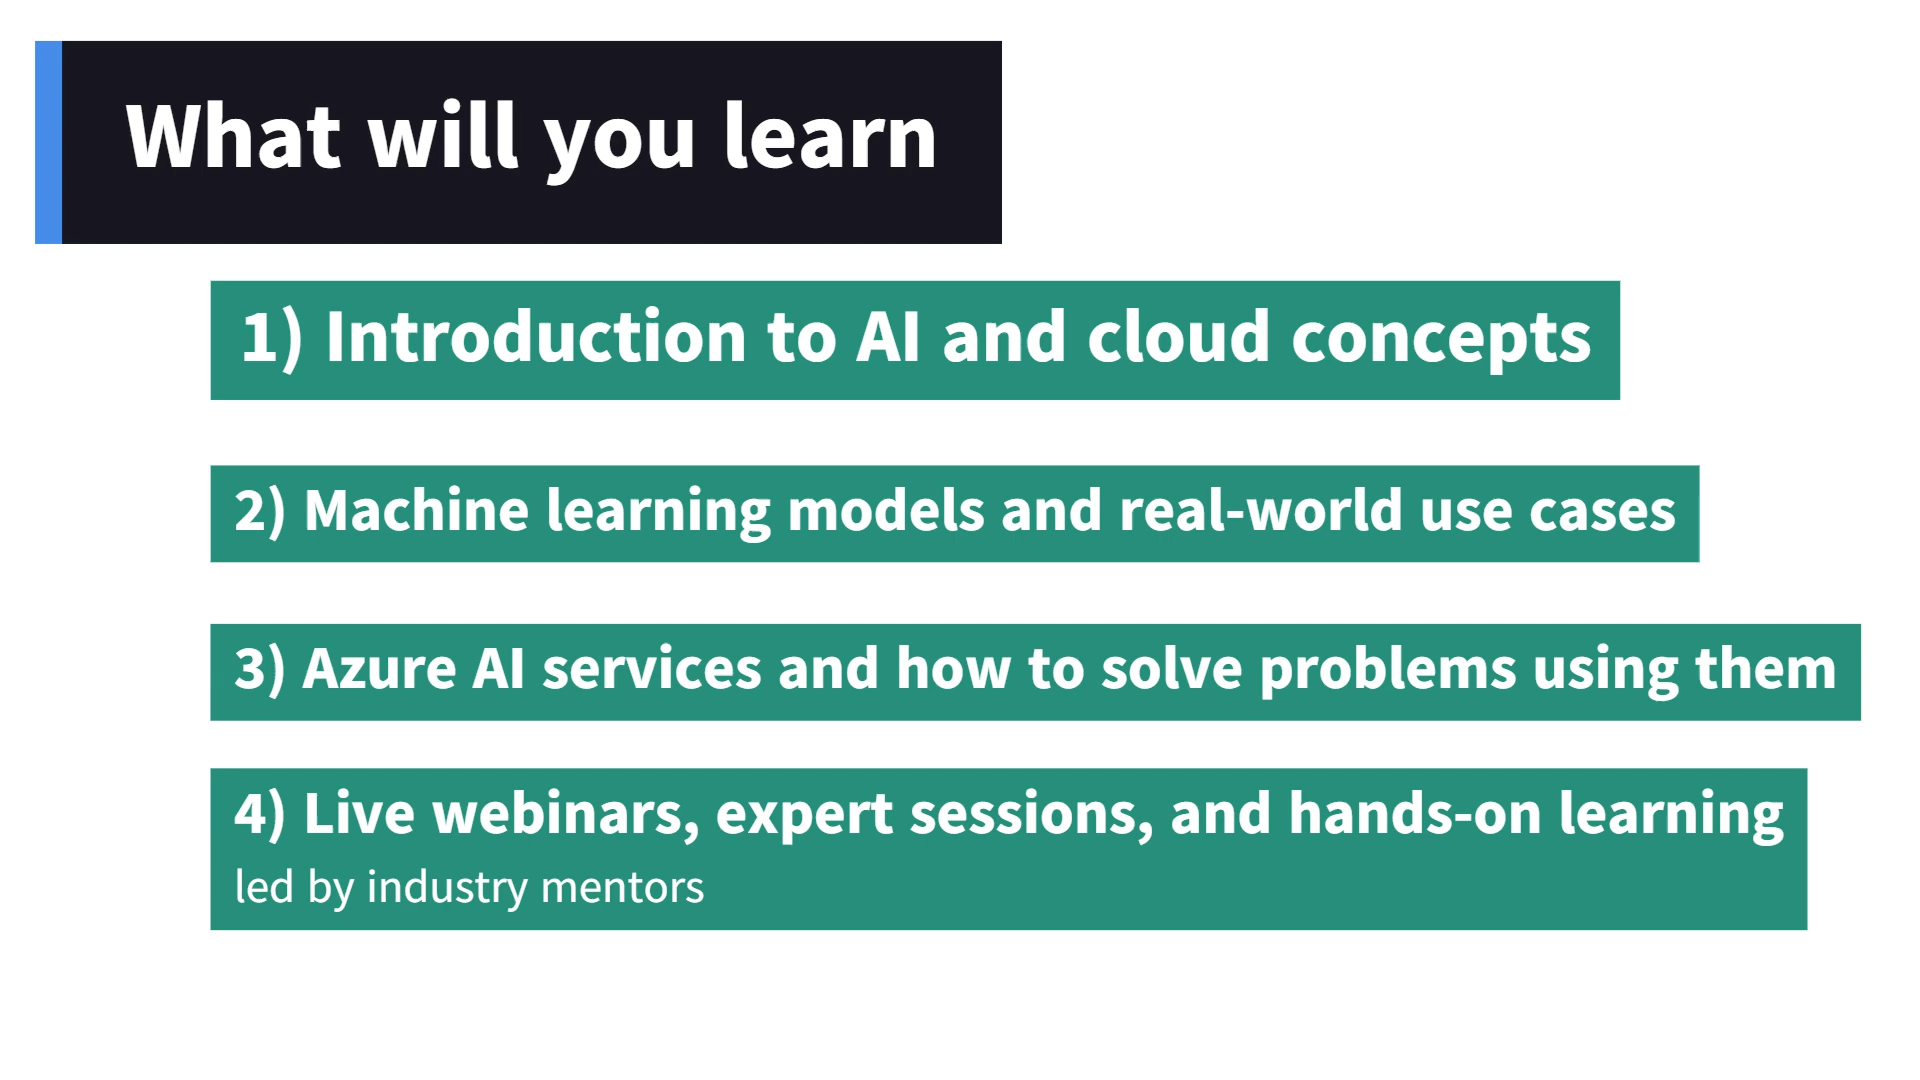 What will you learn
1) Introduction to AI and cloud concepts
2) Machine learning models and real-world use cases
3) Azure AI services and how to solve problems using them
4) Live webinars, expert sessions, and hands-on learning
led by industry mentors